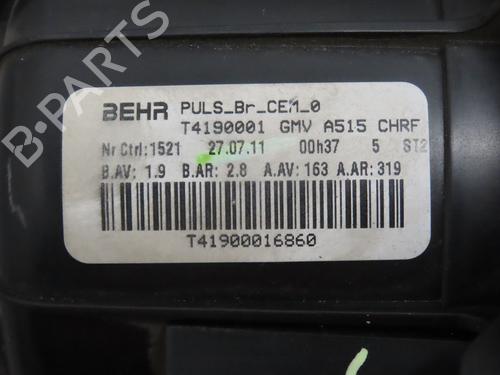 B-PARTS
BEHR PULS_Br_CEM_0
T4190001 GMV A515 CHRF
Nr Ctrl:1521 27.07.11 00h37 5 ST2
B.AV: 1.9 B.AR: 2.8 A.AV: 163 A.AR: 319
T41900016860